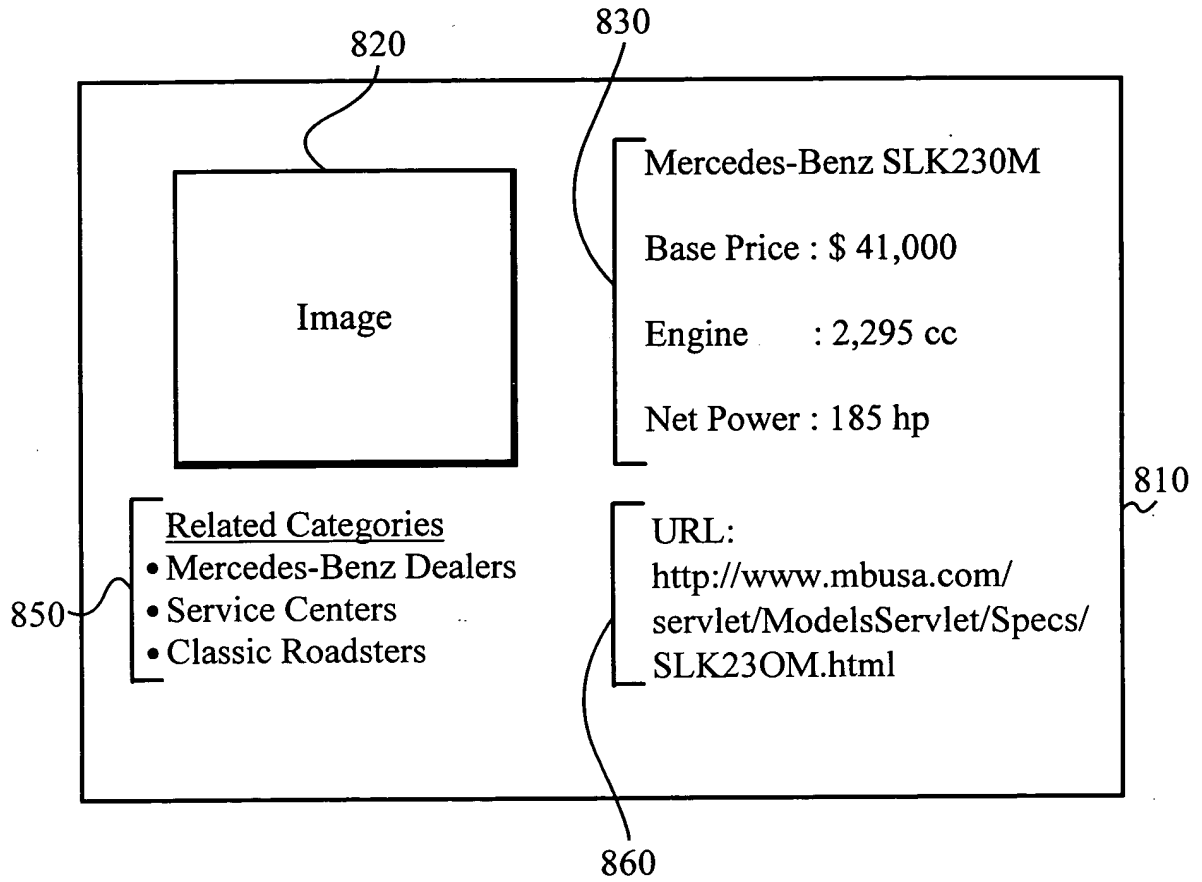 820
830
Image
Mercedes-Benz SLK230M
Base Price : $ 41,000
Engine : 2,295 cc
Net Power : 185 hp
810
850
Related Categories
• Mercedes-Benz Dealers
• Service Centers
• Classic Roadsters
URL:
http://www.mbusa.com/
servlet/ModelsServlet/Specs/
SLK23OM.html
860